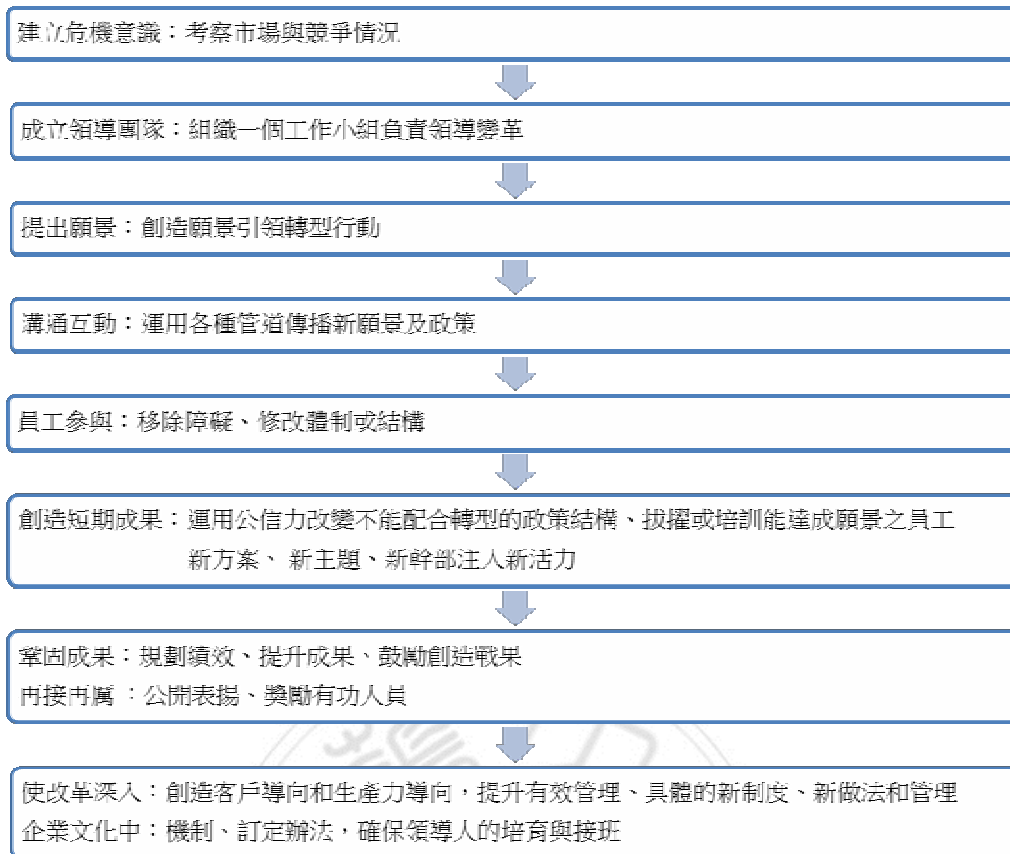 建立危機意識：考察市場與競爭情況
成立領導團隊：組織一個工作小組負責領導變革
提出願景：創造願景引領轉型行動
溝通互動：運用各種管道傳播新願景及政策
員工參與：移除障礙、修改體制或結構
創造短期成果：運用公信力改變不能配合轉型的政策結構、拔擢或培訓能達成願景之員工
新方案、 新主題、新幹部注入新活力
鞏固成果：規劃績效、提升成果、鼓勵創造戰果
再接再厲 ：公開表揚、獎勵有功人員
使改革深入：創造客戶導向和生產力導向，提升有效管理、具體的新制度、新做法和管理
企業文化中：機制、訂定辦法，確保領導人的培育與接班